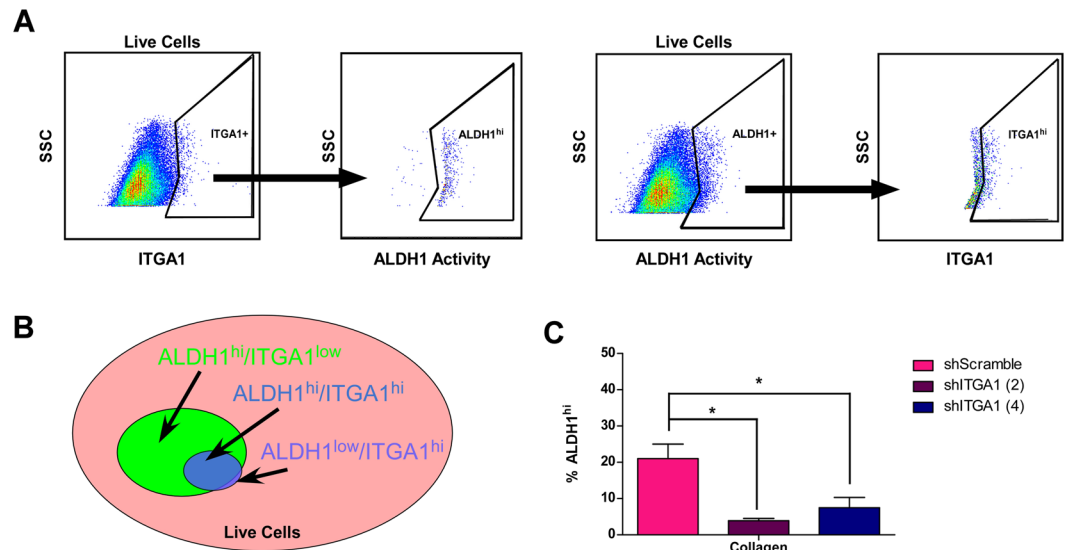 A
Live Cells
SSC
ITGA1+
ITGA1
SSC
ALDH1hi
ALDH1 Activity
Live Cells
SSC
ALDH1+
ALDH1 Activity
SSC
ITGA1hi
ITGA1
B
ALDH1hi/ITGA1low
ALDH1hi/ITGA1hi
ALDH1low/ITGA1hi
Live Cells
C
% ALDH1hi
50
40
30
20
10
0
*
*
Collagen
shScramble
shITGA1 (2)
shITGA1 (4)